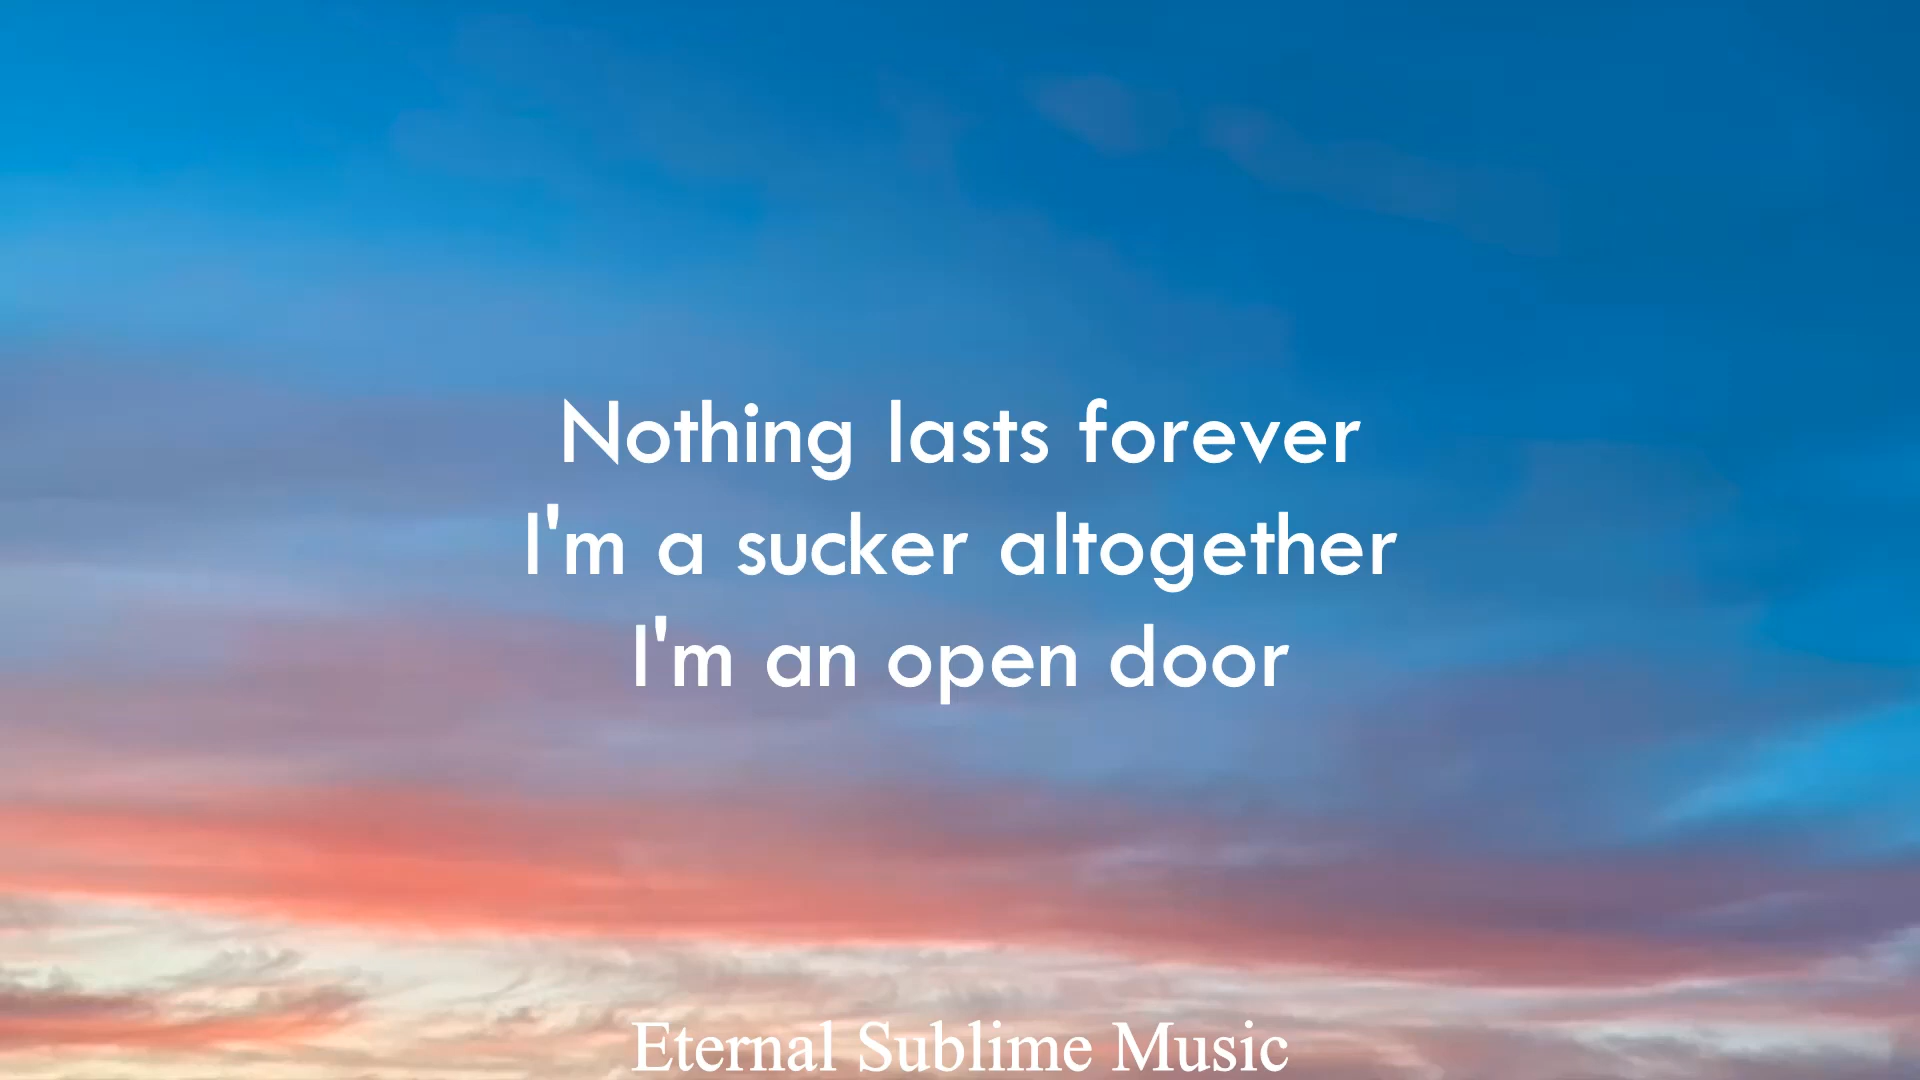 Nothing lasts forever
I'm a sucker altogether
I'm an open door
Eternal Sublime Music